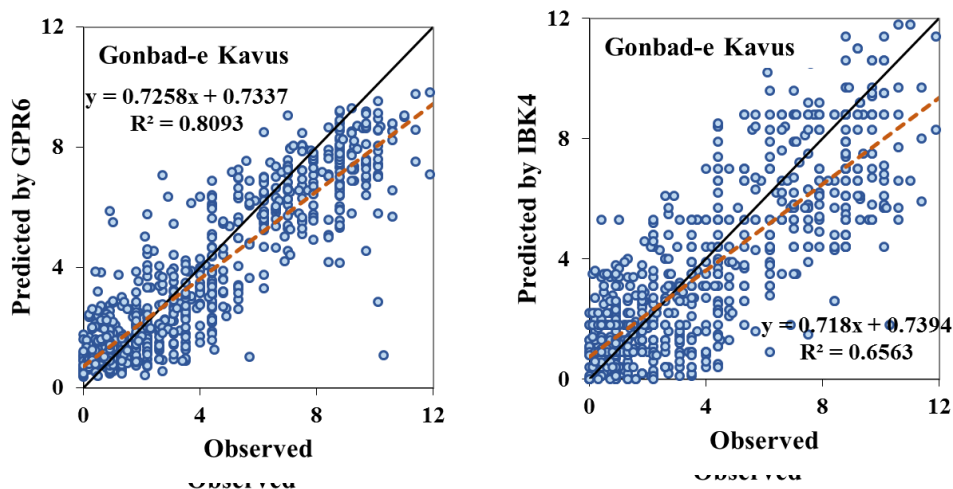 12
Gonbad-e Kavus
y = 0.7258x + 0.7337
R² = 0.8093
8
4
0
Predicted by GPR6
0 4 8 12
Observed
12
Gonbad-e Kavus
8
4
y = 0.718x + 0.7394
R² = 0.6563
0
Predicted by IBK4
0 4 8 12
Observed